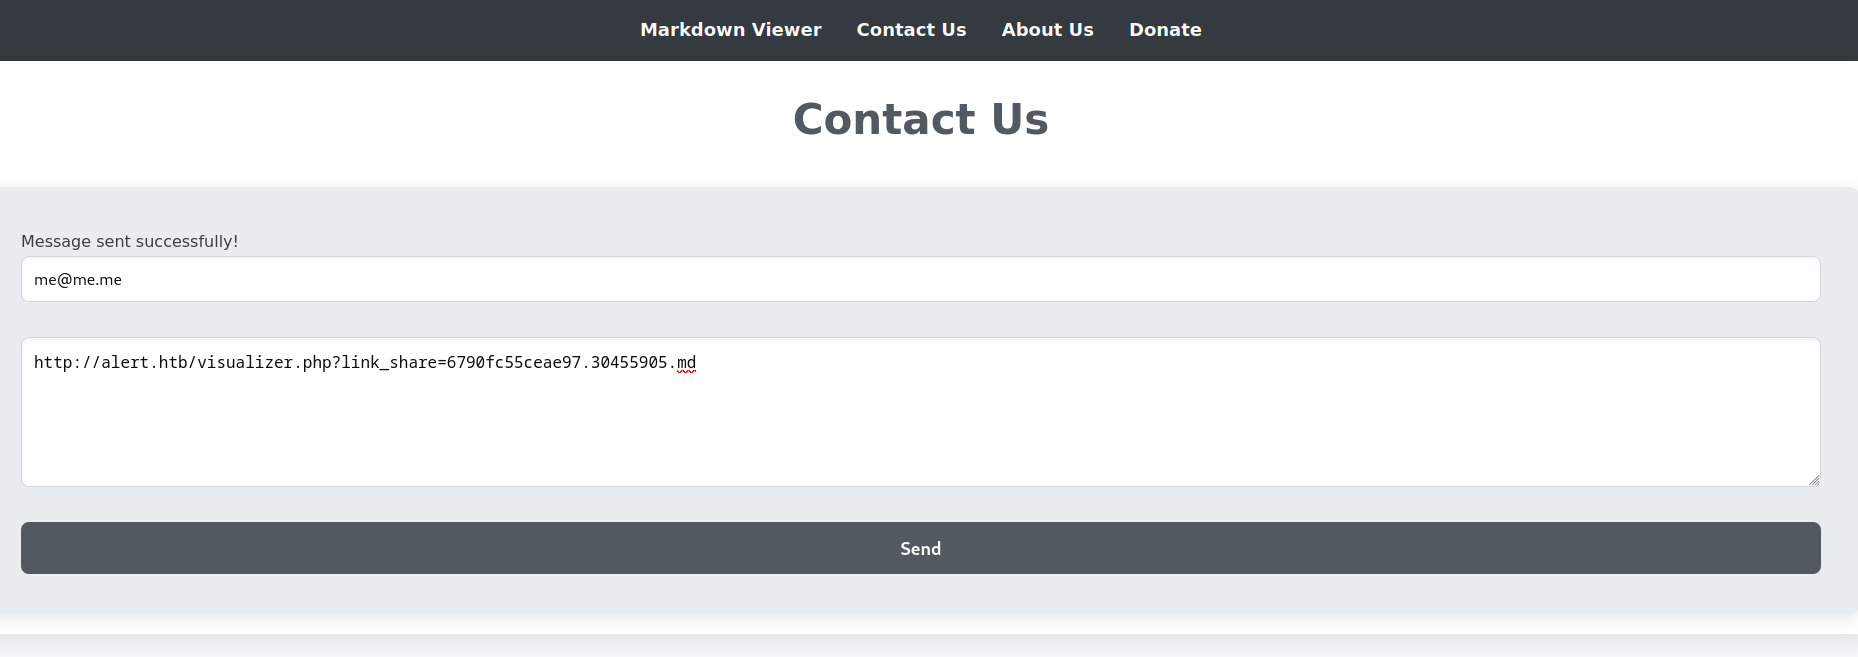 Markdown Viewer Contact Us About Us Donate
Contact Us
Message sent successfully!
me@me.me
http://alert.htb/visualizer.php?link_share=6790fc55ceae97.30455905.md
Send